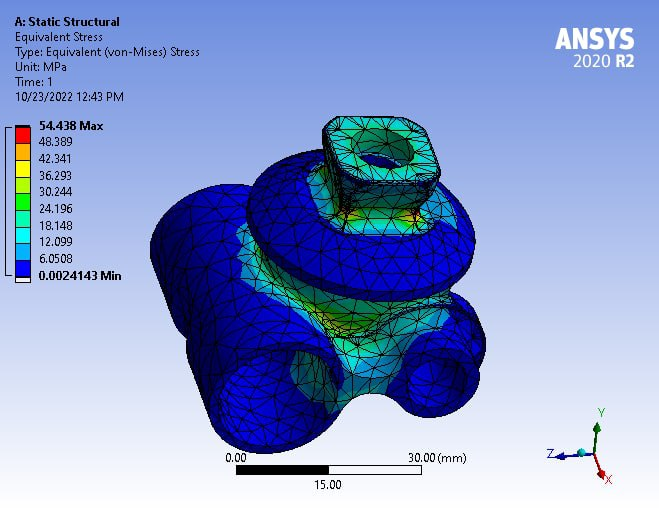 A: Static Structural
Equivalent Stress
Type: Equivalent (von-Mises) Stress
Unit: MPa
Time: 1
10/23/2022 12:43 PM
ANSYS
2020 R2
54.438 Max
48.389
42.341
36.293
30.244
24.196
18.148
12.099
6.0508
0.0024143 Min
0.00
30.00 (mm)
15.00
Y
Z
X